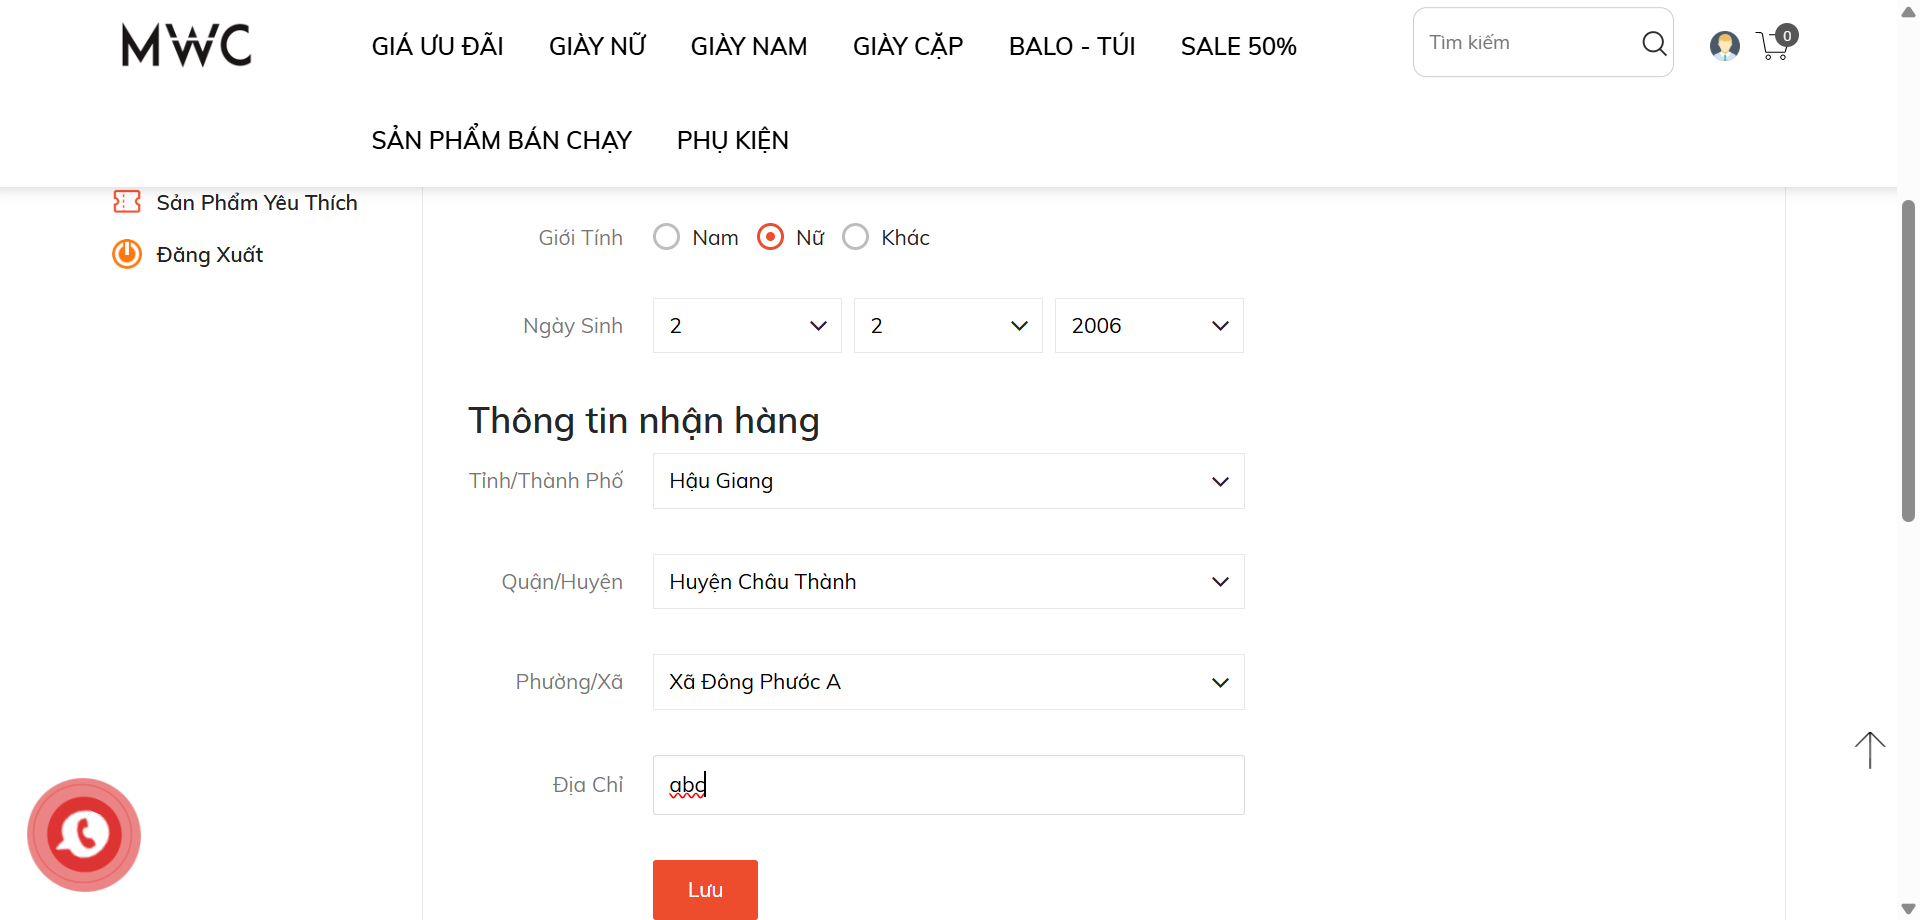 MWC
GIÁ ƯU ĐÃI GIÀY NỮ GIÀY NAM GIÀY CẶP BALO - TÚI SALE 50%
Tìm kiếm
0
SẢN PHẨM BÁN CHẠY PHỤ KIỆN
Sản Phẩm Yêu Thích
Đăng Xuất
Giới Tính Nam Nữ Khác
Ngày Sinh 2 2 2006
Thông tin nhận hàng
Tỉnh/Thành Phố Hậu Giang
Quận/Huyện Huyện Châu Thành
Phường/Xã Xã Đông Phước A
Địa Chỉ abc
Lưu